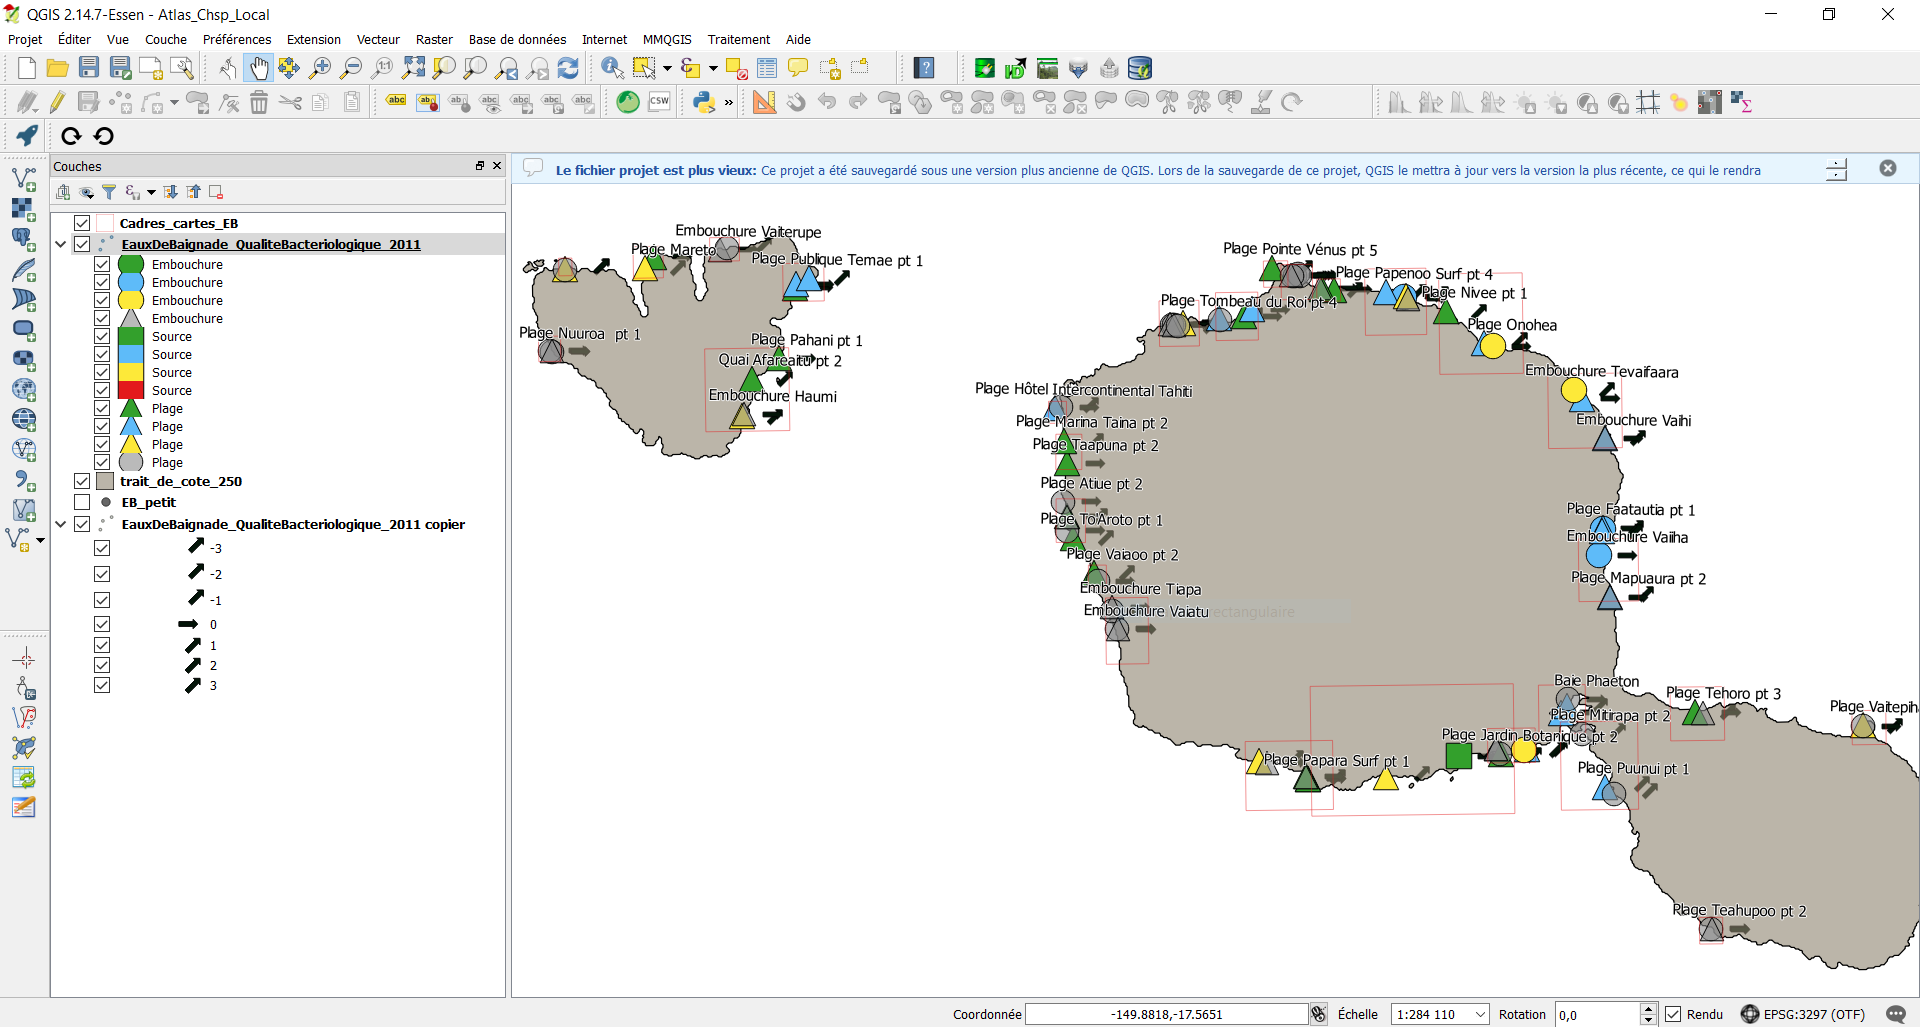 QGIS 2.14.7-Essen - Atlas_Chsp_Local
Projet Éditer Vue Couche Préférences Extension Vecteur Raster Base de données Internet MMQGIS Traitement Aide
Couches
Le fichier projet est plus vieux: Ce projet a été sauvegardé sous une version plus ancienne de QGIS. Lors de la sauvegarde de ce projet, QGIS le mettra à jour vers la version la plus récente, ce qui le rendra
Cadres_cartes_EB
EauxDeBaignade_QualiteBacteriologique_2011
Embouchure
Embouchure
Embouchure
Embouchure
Source
Source
Source
Source
Plage
Plage
Plage
Plage
trait_de_cote_250
EB_petit
EauxDeBaignade_QualiteBacteriologique_2011 copier
-3
-2
-1
0
1
2
3
Embouchure Vaiterupe
Plage Mareto
Plage Publique Temae pt 1
Plage Nuuroa pt 1
Plage Pahani pt 1
Quai Afareaitu pt 2
Embouchure Haumi
Plage Pointe Vénus pt 5
Plage Papenoo Surf pt 4
Plage Nivee pt 1
Plage Tombeau du Roi pt 4
Plage Onohea
Embouchure Tevaifaara
Plage Hôtel Intercontinental Tahiti
Plage Marina Taina pt 2
Embouchure Vaihi
Plage Taapuna pt 2
Plage Atiue pt 2
Plage Faatautia pt 1
Plage To'Aroto pt 1
Embouchure Vaiiha
Plage Vaiaoo pt 2
Plage Mapuaura pt 2
Embouchure Tiapa
Embouchure Vaiatu
rectangulaire
Baie Phaeton
Plage Tehoro pt 3
Plage Vaitepih
Plage Mitirapa pt 2
Plage Jardin Botanique pt 2
Plage Papara Surf pt 1
Plage Puunui pt 1
Plage Teahupoo pt 2
Coordonnée -149.8818,-17.5651 Échelle 1:284 110 Rotation 0,0 Rendu EPSG:3297 (OTF)
abc
abc
CSW
1:1